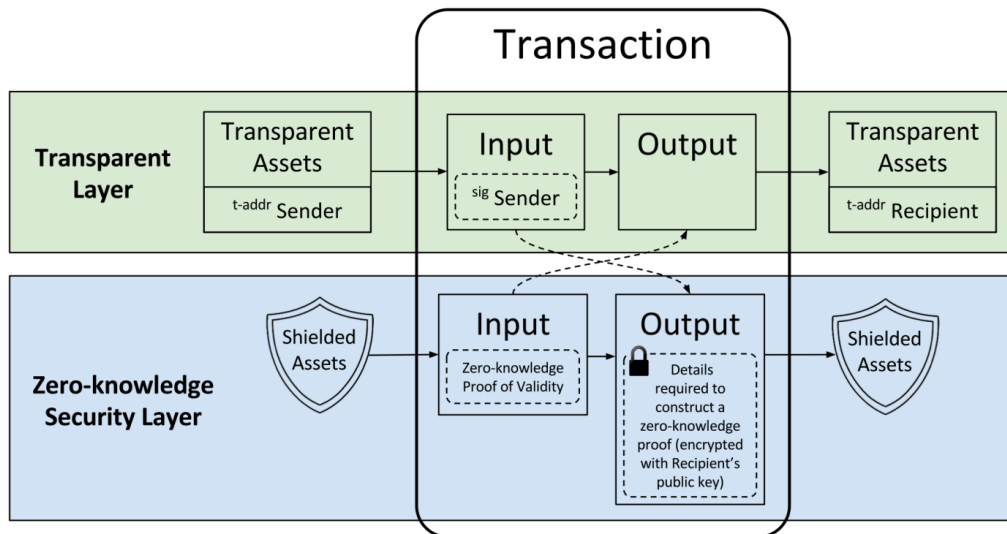 Transaction
Transparent
Layer
Transparent
Assets
t-addr Sender
Input
sig Sender
Output
Transparent
Assets
t-addr Recipient
Zero-knowledge
Security Layer
Shielded
Assets
Input
Zero-knowledge
Proof of Validity
Output
Details
required to
construct a
zero-knowledge
proof (encrypted
with Recipient's
public key)
Shielded
Assets